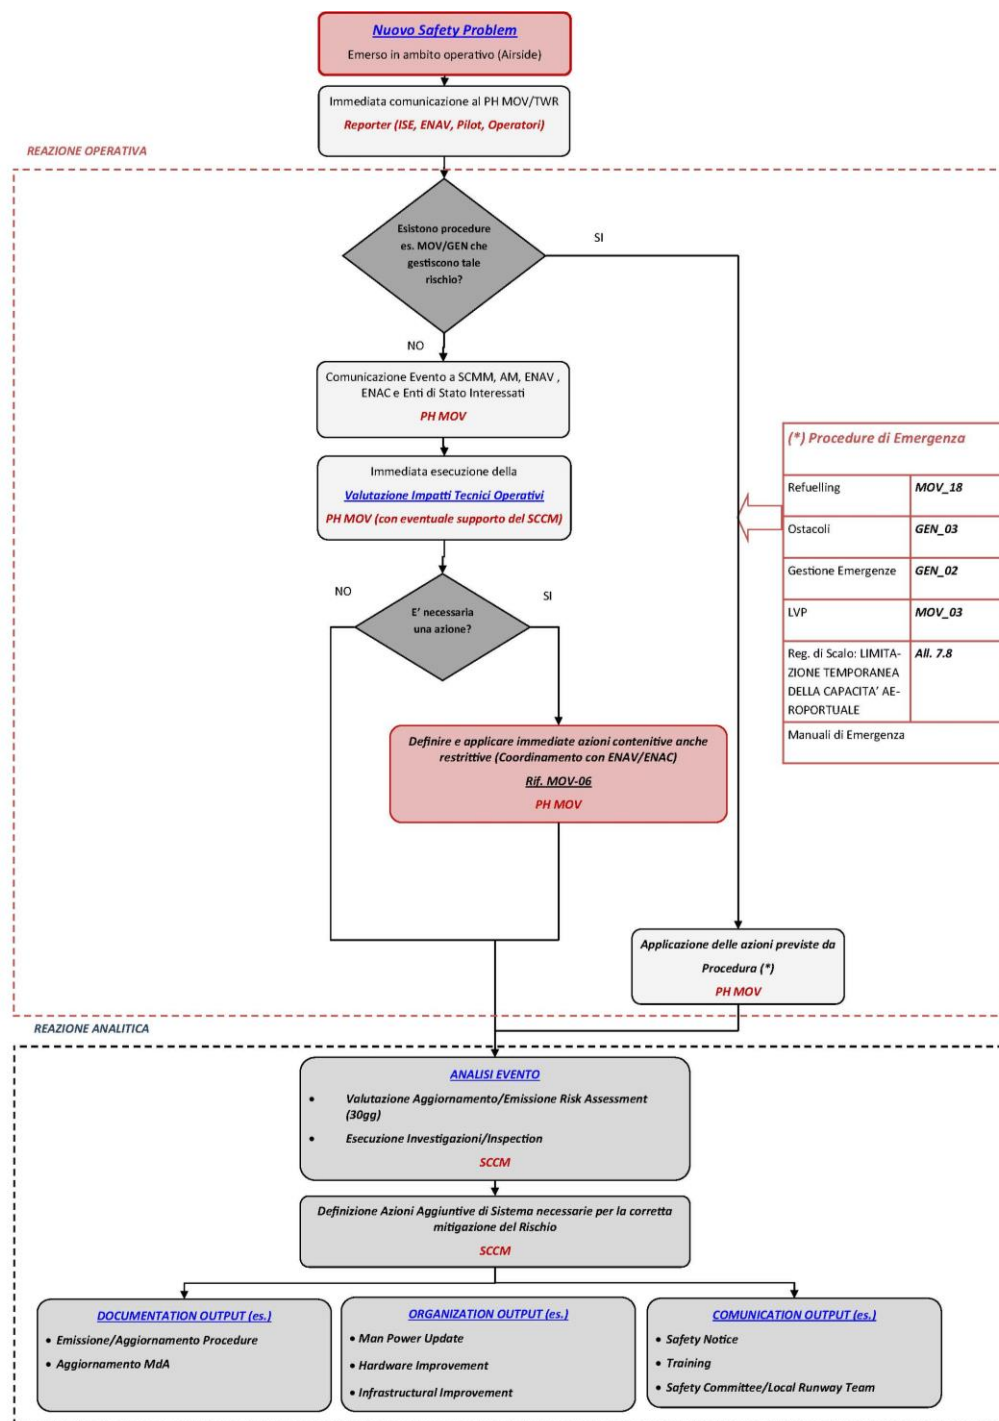 Nuovo Safety Problem
Emerso in ambito operativo (Airside)
Immediata comunicazione al PH MOV/TWR
Reporter (ISE, ENAV, Pilot, Operatori)
REAZIONE OPERATIVA
Esistono procedure
es. MOV/GEN che
gestiscono tale
rischio?
SI
NO
Comunicazione Evento a SCMM, AM, ENAV ,
ENAC e Enti di Stato Interessati
PH MOV
Immediata esecuzione della
Valutazione Impatti Tecnici Operativi
PH MOV (con eventuale supporto del SCCM)
(*) Procedure di Emergenza
Refuelling MOV_18
Ostacoli GEN_03
Gestione Emergenze GEN_02
LVP MOV_03
Reg. di Scalo: LIMITA- All. 7.8
ZIONE TEMPORANEA
DELLA CAPACITA’ AE-
ROPORTUALE
Manuali di Emergenza
NO
SI
E’ necessaria
una azione?
Definire e applicare immediate azioni contenitive anche
restrittive (Coordinamento con ENAV/ENAC)
Rif. MOV-06
PH MOV
Applicazione delle azioni previste da
Procedura (*)
PH MOV
REAZIONE ANALITICA
ANALISI EVENTO
• Valutazione Aggiornamento/Emissione Risk Assessment
(30gg)
• Esecuzione Investigazioni/Inspection
SCCM
Definizione Azioni Aggiuntive di Sistema necessarie per la corretta
mitigazione del Rischio
SCCM
DOCUMENTATION OUTPUT (es.)
• Emissione/Aggiornamento Procedure
• Aggiornamento MdA
ORGANIZATION OUTPUT (es.)
• Man Power Update
• Hardware Improvement
• Infrastructural Improvement
COMUNICATION OUTPUT (es.)
• Safety Notice
• Training
• Safety Committee/Local Runway Team